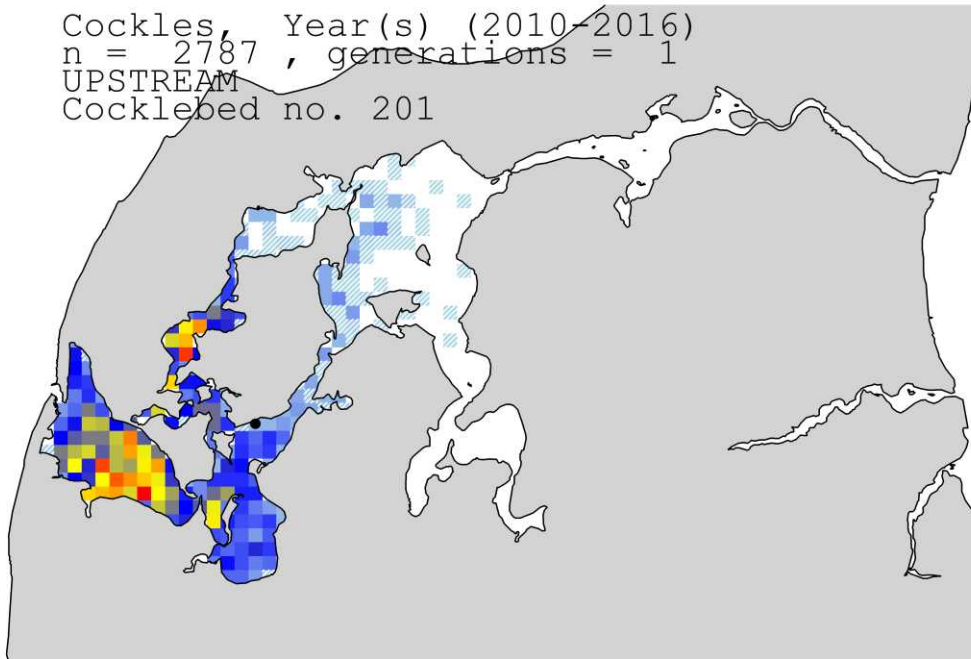 Cockles, Year(s) (2010-2016)
n = 2787 , generations = 1
UPSTREAM
Cocklebed no. 201